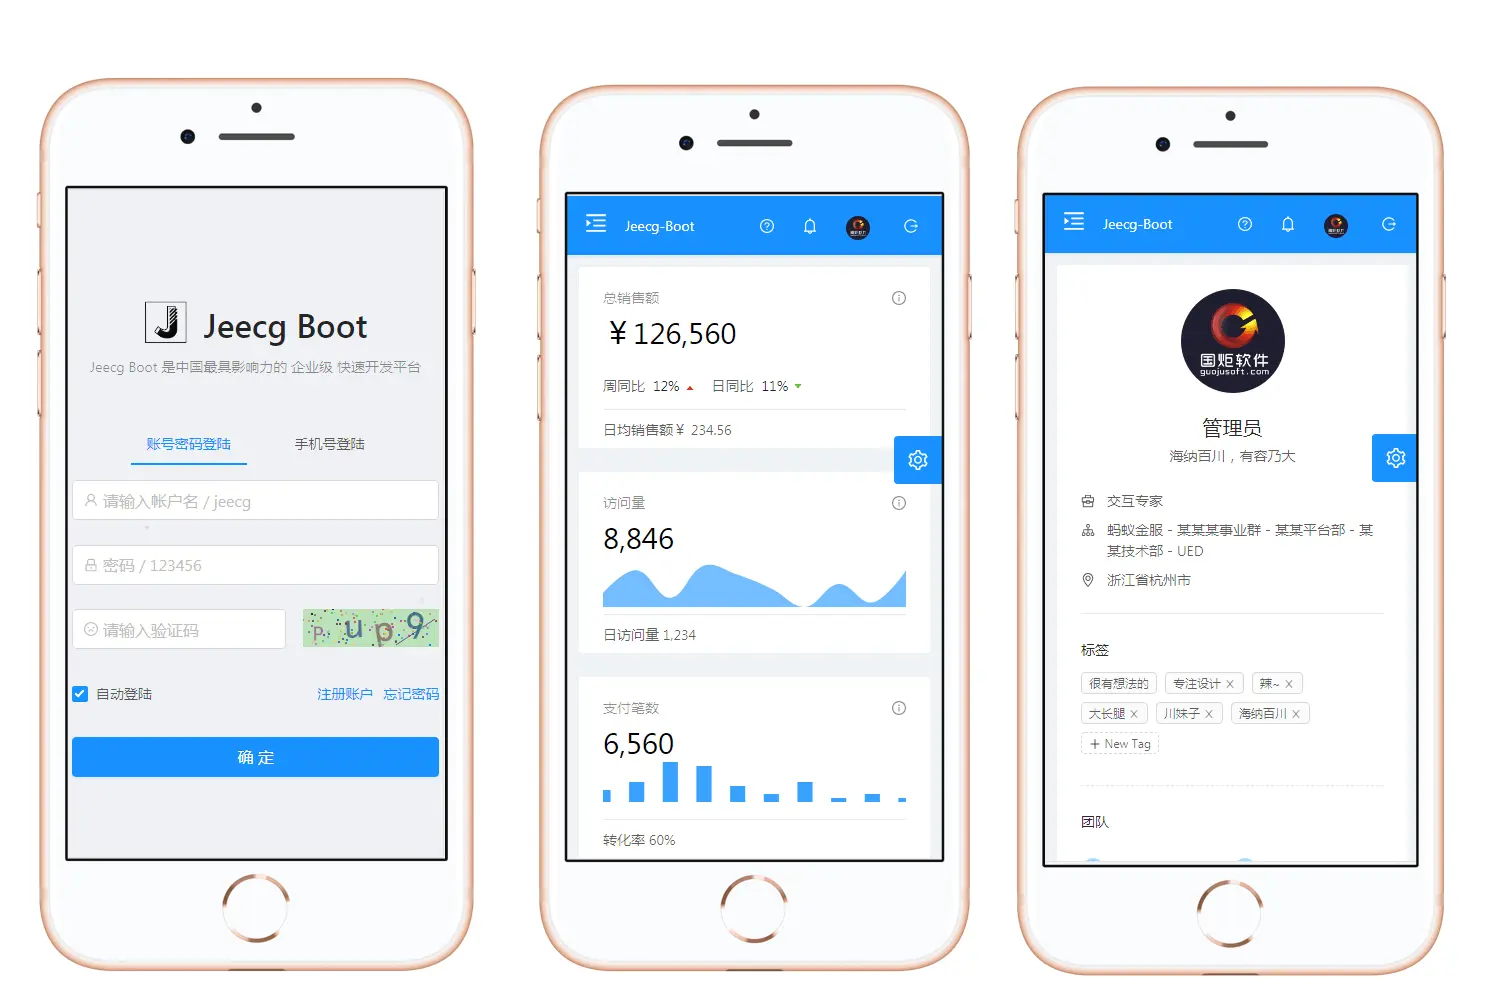 Jeecg Boot
Jeecg Boot 是中国最具影响力的 企业级 快速开发平台
账号密码登陆 手机号登陆
请输入帐户名 / jeecg
密码 / 123456
请输入验证码 P u p 9
自动登陆 注册账户 忘记密码
确 定
Jeecg-Boot
总销售额
¥ 126,560
周同比 12% 日同比 11%
日均销售额¥ 234.56
访问量
8,846
日访问量 1,234
支付笔数
6,560
转化率 60%
Jeecg-Boot
国炬软件
guojusoft.com
管理员
海纳百川，有容乃大
交互专家
蚂蚁金服 - 某某某事业群 - 某某平台部 - 某
某技术部 - UED
浙江省杭州市
标签
很有想法的 专注设计 X 辣~ X
大长腿 X 川妹子 X 海纳百川 X
+ New Tag
团队